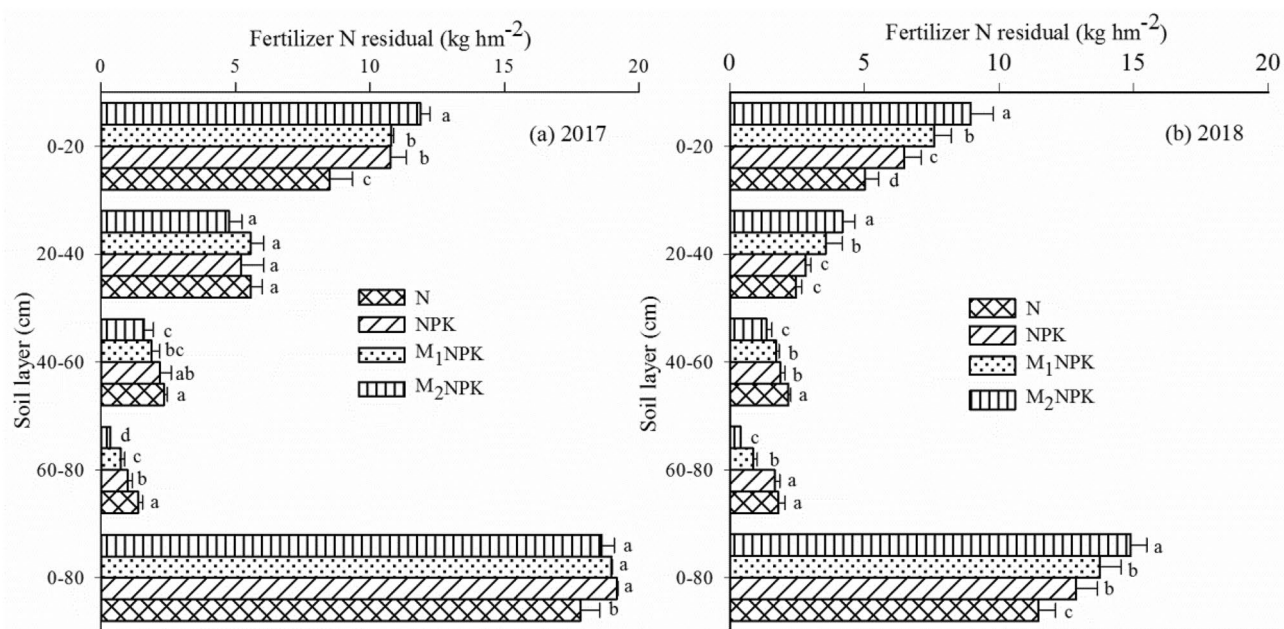 Fertilizer N residual (kg hm-2)
0 5 10 15 20
Soil layer (cm)
(a) 2017
0-20
a
b
b
c
20-40
a
a
a
a
40-60
c
bc
ab
a
60-80
d
c
b
a
0-80
a
a
a
b
N
NPK
M1NPK
M2NPK
Fertilizer N residual (kg hm-2)
0 5 10 15 20
Soil layer (cm)
(b) 2018
0-20
a
b
c
d
20-40
a
b
c
c
40-60
c
b
b
a
60-80
c
b
a
a
0-80
a
b
b
c
N
NPK
M1NPK
M2NPK